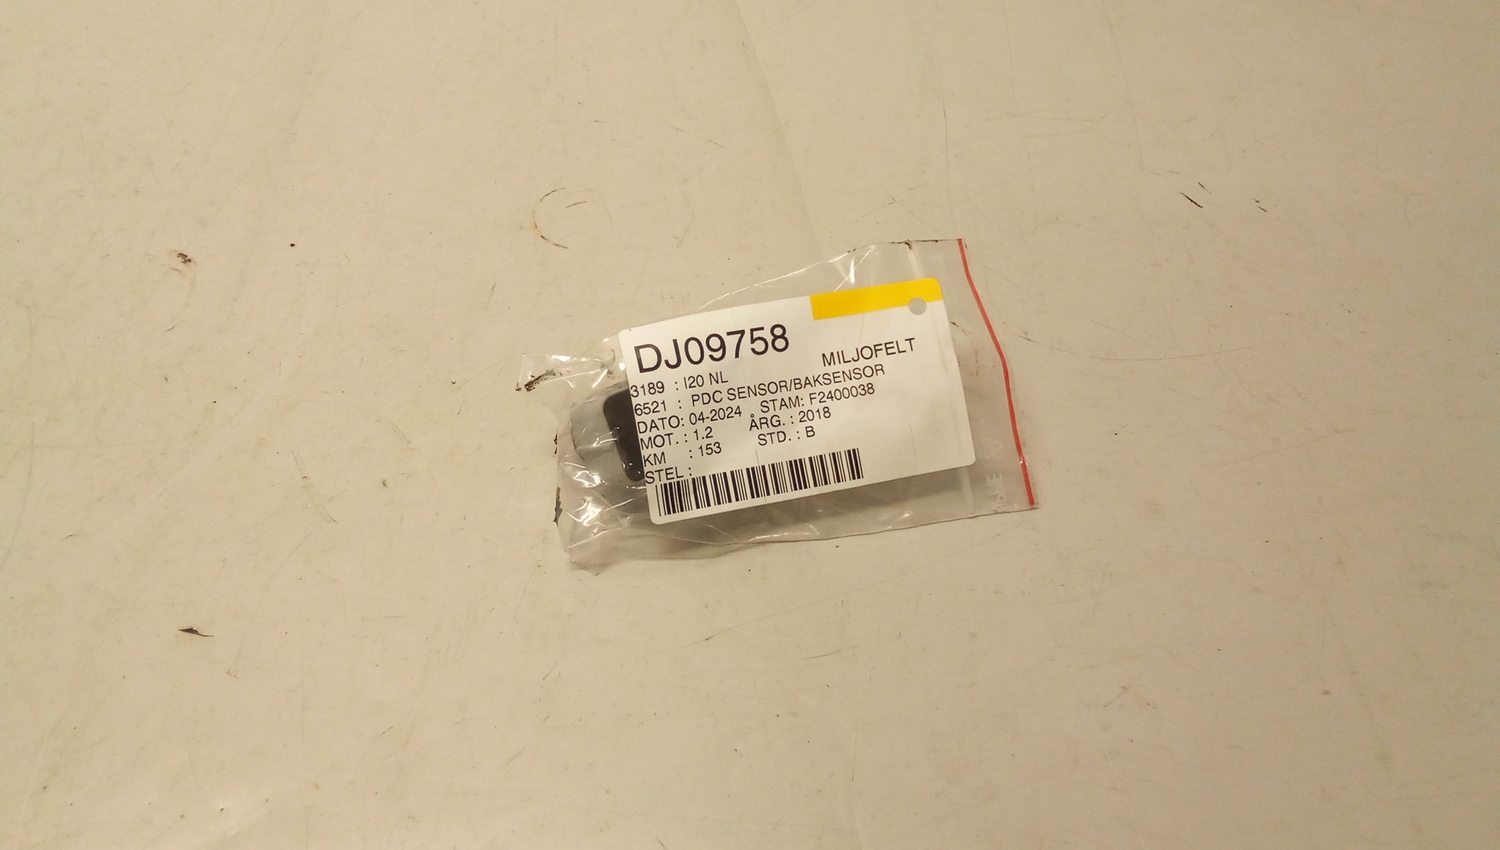 DJ09758
MILJOFELT
3189 : I20 NL
6521 : PDC SENSOR/BAKSENSOR
DATO: 04-2024 STAM: F2400038
MOT. : 1.2 ÅRG. : 2018
KM : 153 STD. : B
STEL :